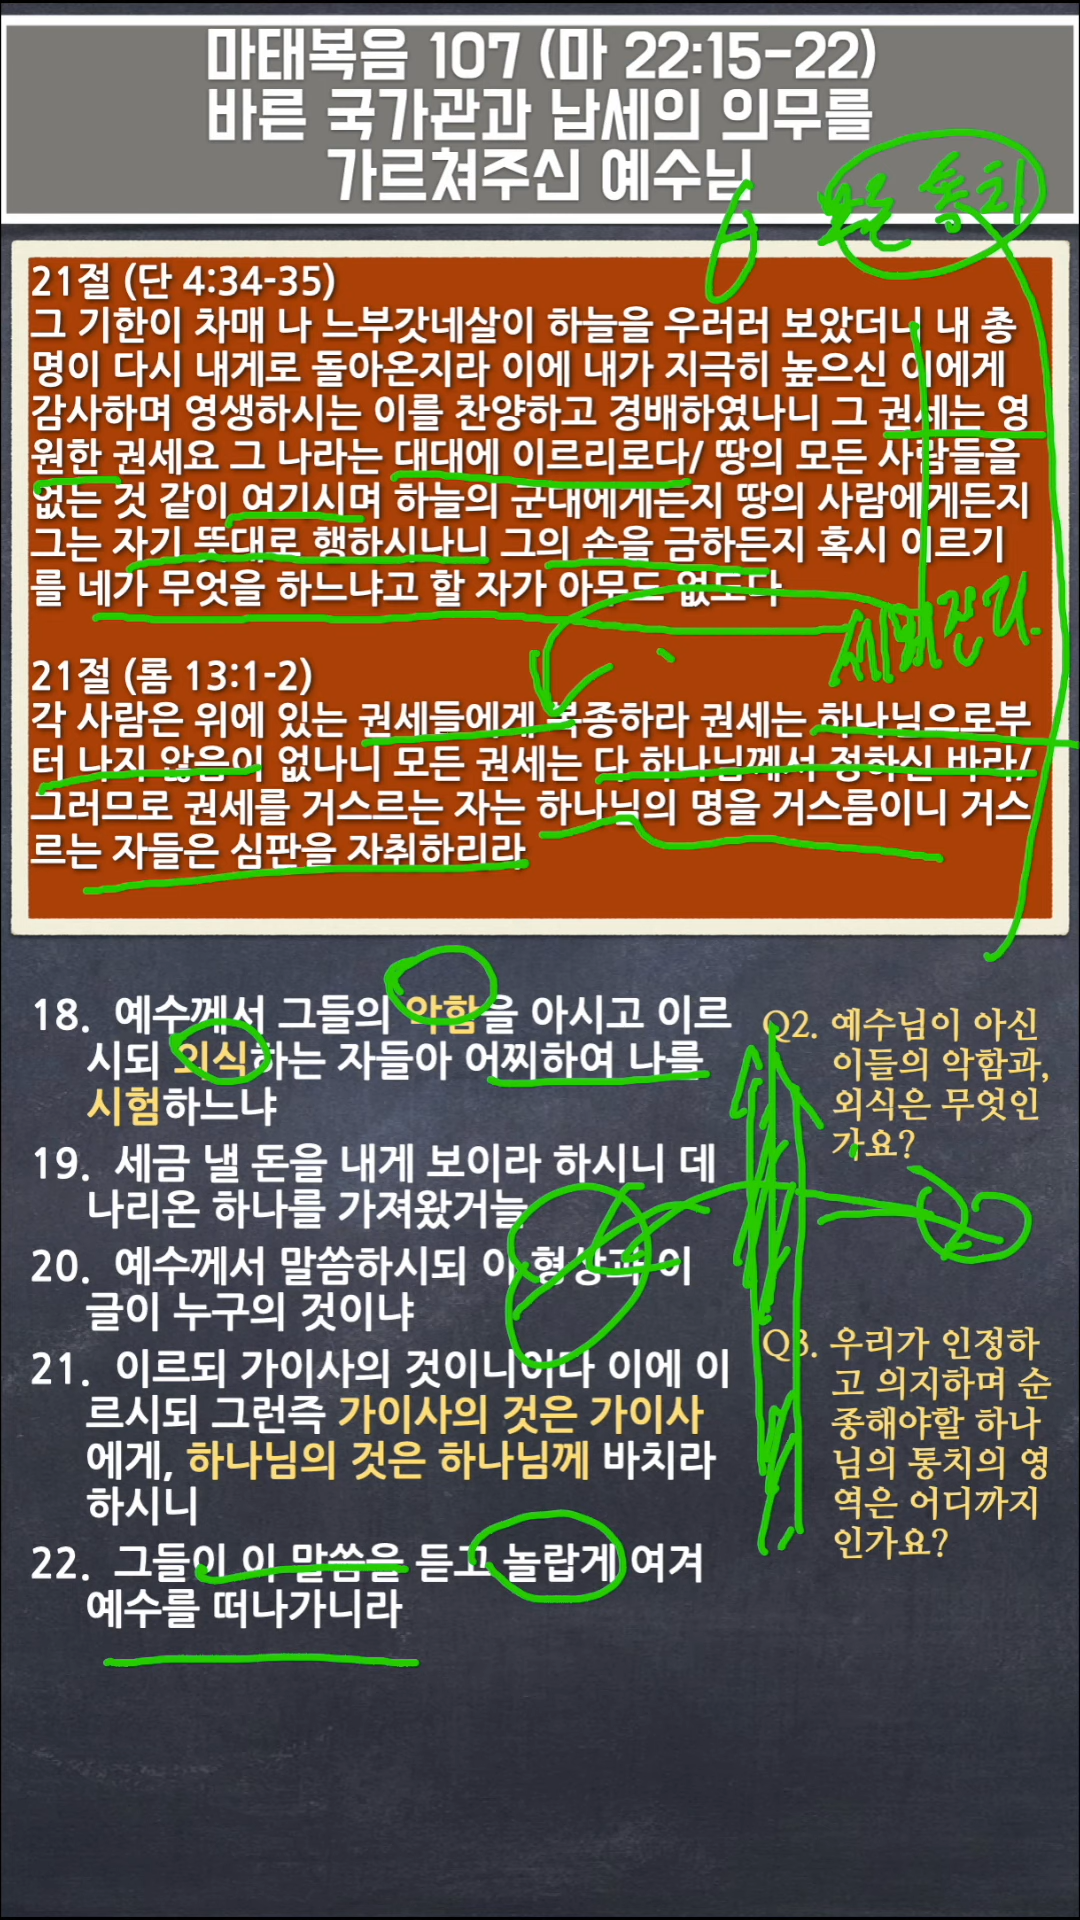 마태복음 107 (마 22:15-22)
바른 국가관과 납세의 의무를
가르쳐주신 예수님
통치
21절 (단 4:34-35)
그 기한이 차매 나 느부갓네살이 하늘을 우러러 보았더니 내 총
명이 다시 내게로 돌아온지라 이에 내가 지극히 높으신 이에게
감사하며 영생하시는 이를 찬양하고 경배하였나니 그 권세는 영
원한 권세요 그 나라는 대대에 이르리로다/ 땅의 모든 사람들을
없는 것 같이 여기시며 하늘의 군대에게든지 땅의 사람에게든지
그는 자기 뜻대로 행하시나니 그의 손을 금하든지 혹시 이르기
를 네가 무엇을 하느냐고 할 자가 아무도 없도다
21절 (롬 13:1-2)
각 사람은 위에 있는 권세들에게 복종하라 권세는 하나님으로부
터 나지 않음이 없나니 모든 권세는 다 하나님께서 정하신 바라/
그러므로 권세를 거스르는 자는 하나님의 명을 거스름이니 거스
르는 자들은 심판을 자취하리라
18. 예수께서 그들의 악함을 아시고 이르
시되 외식하는 자들아 어찌하여 나를
시험하느냐
19. 세금 낼 돈을 내게 보이라 하시니 데
나리온 하나를 가져왔거늘
20. 예수께서 말씀하시되 이 형상과 이
글이 누구의 것이냐
21. 이르되 가이사의 것이니이다 이에 이
르시되 그런즉 가이사의 것은 가이사
에게, 하나님의 것은 하나님께 바치라
하시니
22. 그들이 이 말씀을 듣고 놀랍게 여겨
예수를 떠나가니라
Q2. 예수님이 아신
이들의 악함과,
외식은 무엇인
가요?
Q3. 우리가 인정하
고 의지하며 순
종해야할 하나
님의 통치의 영
역은 어디까지
인가요?